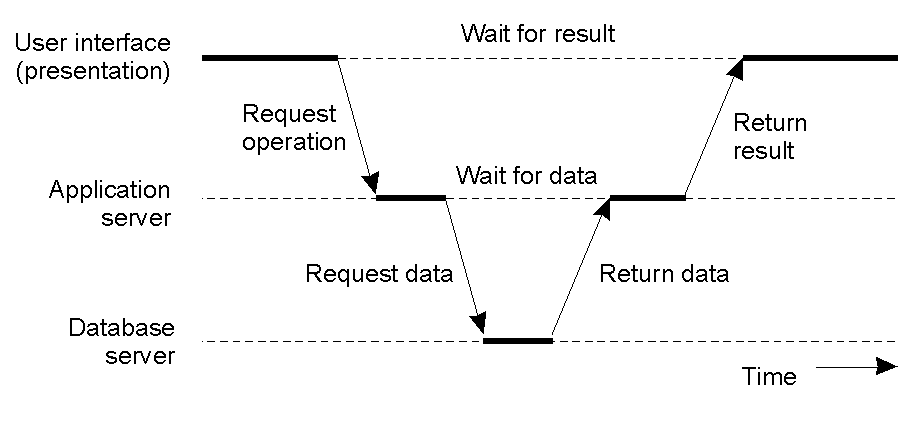 Wait for result
User interface
(presentation)
Request
operation
Return
result
Wait for data
Application
server
Request data
Return data
Database
server
Time